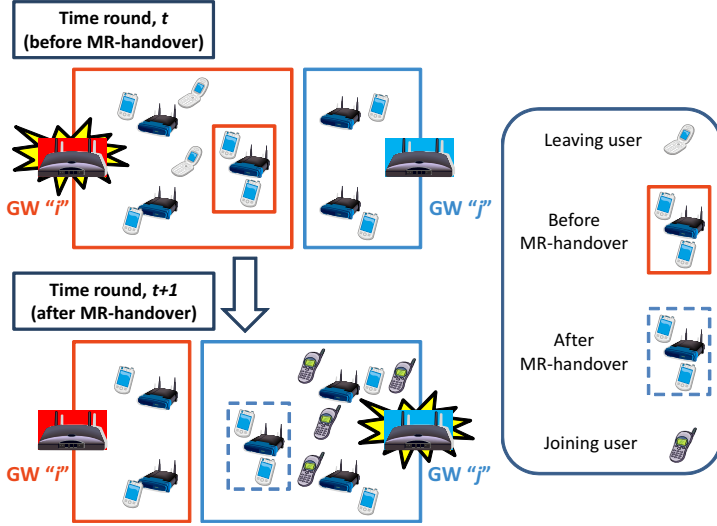 Time round, t
(before MR-handover)
GW "i"
GW "j"
Time round, t+1
(after MR-handover)
GW "i"
GW "j"
Leaving user
Before
MR-handover
After
MR-handover
Joining user